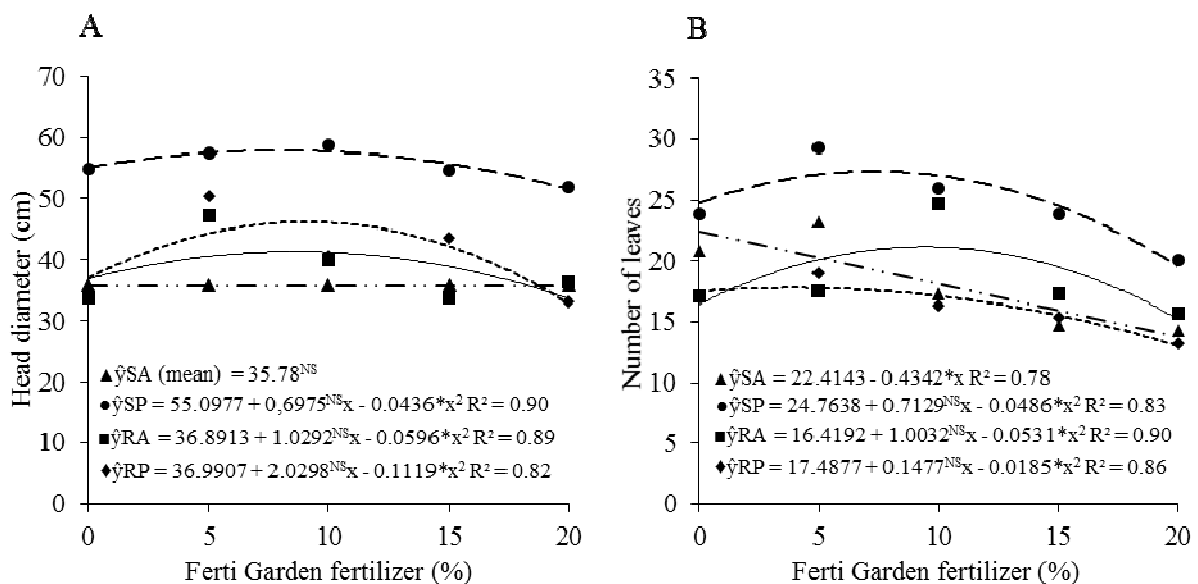 A
Head diameter (cm)
70
60
50
40
30
20
10
0
▲ ŷSA (mean) = 35.78ᴺˢ
● ŷSP = 55.0977 + 0,6975ᴺˢx - 0.0436*x² R² = 0.90
■ ŷRA = 36.8913 + 1.0292ᴺˢx - 0.0596*x² R² = 0.89
◆ ŷRP = 36.9907 + 2.0298ᴺˢx - 0.1119*x² R² = 0.82
0 5 10 15 20
Ferti Garden fertilizer (%)
B
Number of leaves
35
30
25
20
15
10
5
0
▲ ŷSA = 22.4143 - 0.4342*x R² = 0.78
● ŷSP = 24.7638 + 0.7129ᴺˢx - 0.0486*x² R² = 0.83
■ ŷRA = 16.4192 + 1.0032ᴺˢx - 0.0531*x² R² = 0.90
◆ ŷRP = 17.4877 + 0.1477ᴺˢx - 0.0185*x² R² = 0.86
0 5 10 15 20
Ferti Garden fertilizer (%)